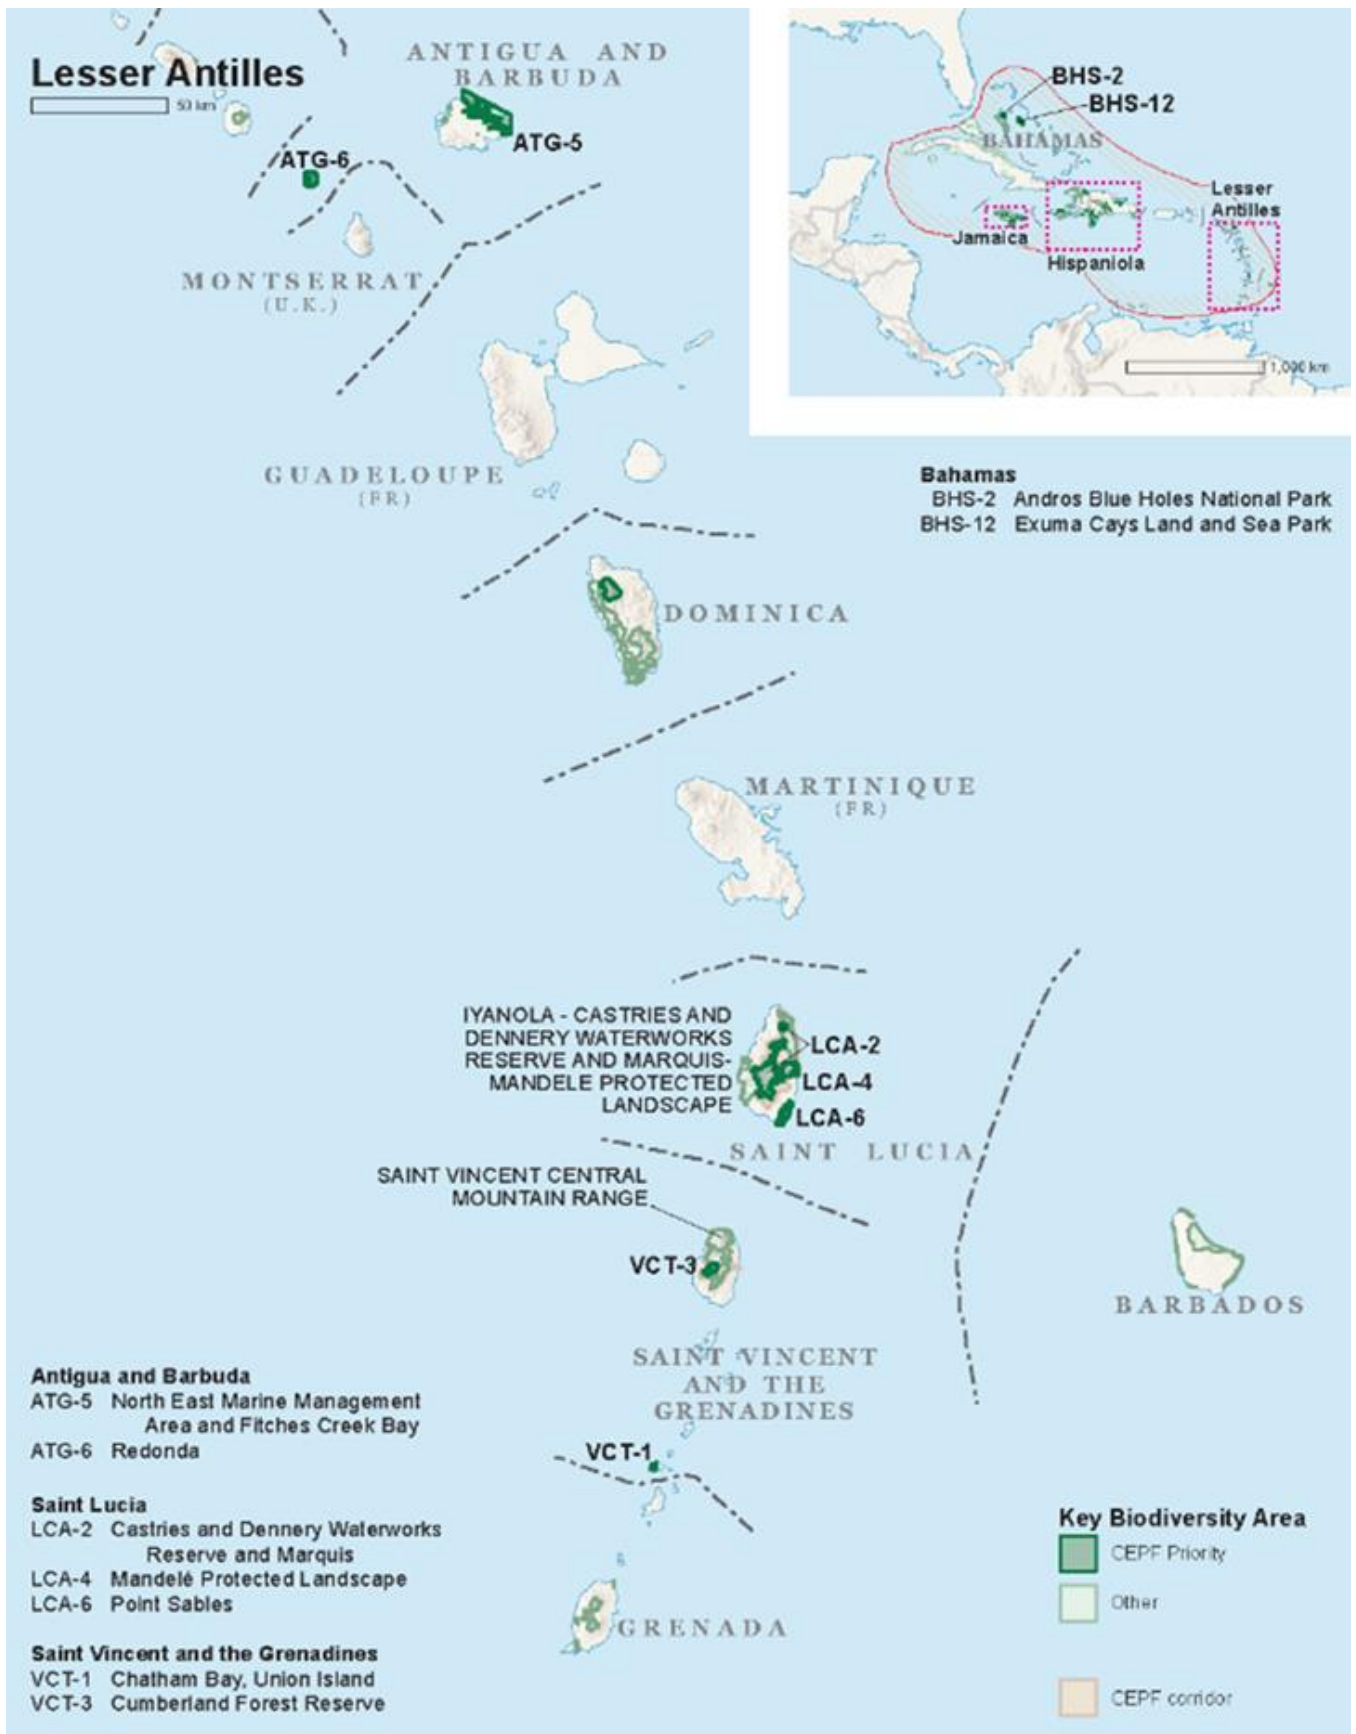 Lesser Antilles
50 km
ANTIGUA AND
BARBUDA
ATG-5
ATG-6
MONTSERRAT
(U.K.)
GUADELOUPE
(FR)
DOMINICA
MARTINIQUE
(FR)
IYANOLA - CASTRIES AND
DENNERY WATERWORKS
RESERVE AND MARQUIS-
MANDELE PROTECTED
LANDSCAPE
LCA-2
LCA-4
LCA-6
SAINT LUCIA
SAINT VINCENT CENTRAL
MOUNTAIN RANGE
VCT-3
BARBADOS
SAINT VINCENT
AND THE
GRENADINES
VCT-1
GRENADA
BHS-2
BHS-12
BAHAMAS
Lesser
Antilles
Jamaica
Hispaniola
1,000 km
Bahamas
BHS-2 Andros Blue Holes National Park
BHS-12 Exuma Cays Land and Sea Park
Antigua and Barbuda
ATG-5 North East Marine Management
Area and Fitches Creek Bay
ATG-6 Redonda
Saint Lucia
LCA-2 Castries and Dennery Waterworks
Reserve and Marquis
LCA-4 Mandelé Protected Landscape
LCA-6 Point Sables
Saint Vincent and the Grenadines
VCT-1 Chatham Bay, Union Island
VCT-3 Cumberland Forest Reserve
Key Biodiversity Area
CEPF Priority
Other
CEPF corridor